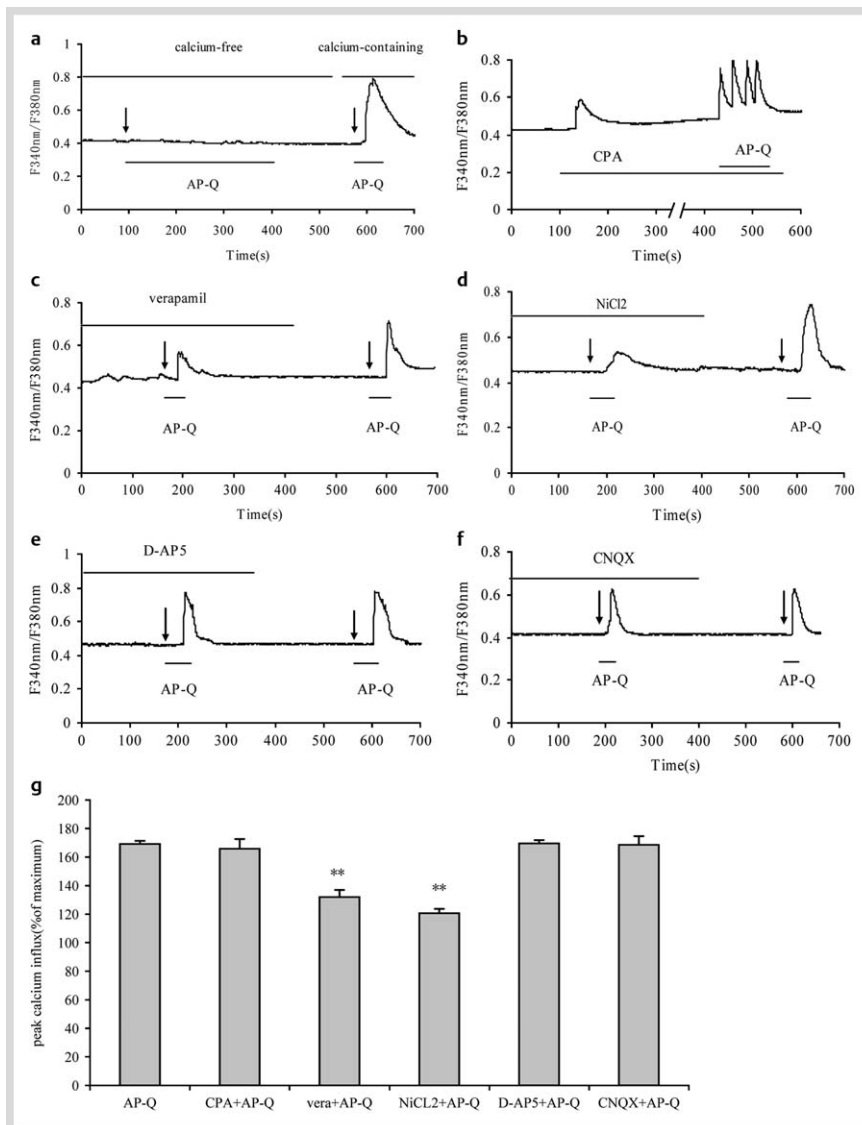 a
1
calcium-free calcium-containing
0.8
0.6
0.4
0.2
0
F340nm/F380nm
AP-Q AP-Q
0 100 200 300 400 500 600 700
Time(s)
b
0.8
0.6
0.4
0.2
0
CPA AP-Q
0 100 200 300 400 500 600
Time(s)
c
verapamil
0.8
0.6
0.4
0.2
0
F340nm/F380nm
AP-Q AP-Q
0 100 200 300 400 500 600 700
Time(s)
d
NiCl2
0.8
0.6
0.4
0.2
0
F340nm/F380nm
AP-Q AP-Q
0 100 200 300 400 500 600 700
Time(s)
e
D-AP5
1
0.8
0.6
0.4
0.2
0
F340nm/F380nm
AP-Q AP-Q
0 100 200 300 400 500 600 700
Time(s)
f
CNQX
0.8
0.6
0.4
0.2
0
F340nm/F380nm
AP-Q AP-Q
0 100 200 300 400 500 600 700
Time(s)
g
200
180
160
140
120
100
80
60
40
20
0
peak calcium influx(%of maximum)
** **
AP-Q CPA+AP-Q vera+AP-Q NiCL2+AP-Q D-AP5+AP-Q CNQX+AP-Q